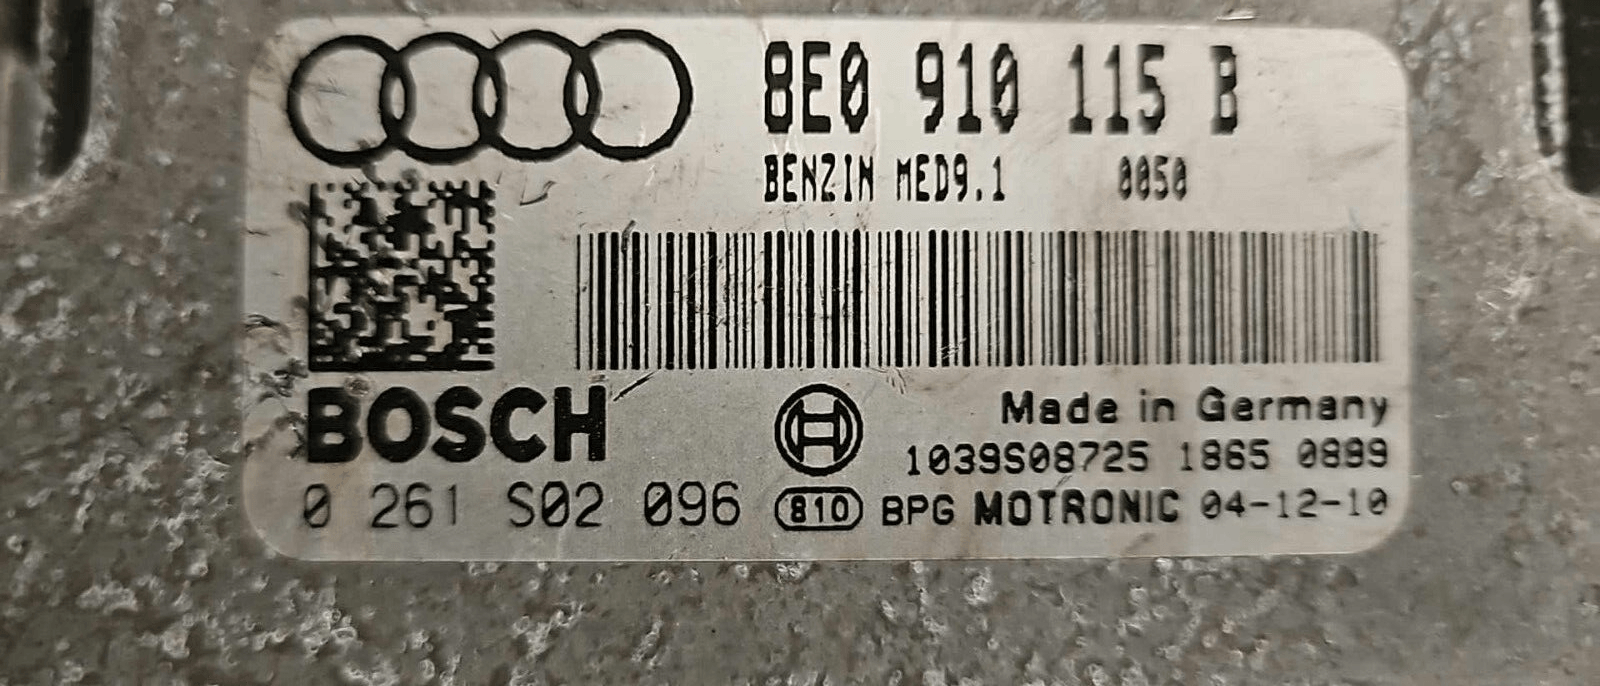 8E0 910 115 B
BENZIN MED9.1 0050
BOSCH
Made in Germany
1039S08725 1865 0899
0 261 S02 096 810 BPG MOTRONIC 04-12-10